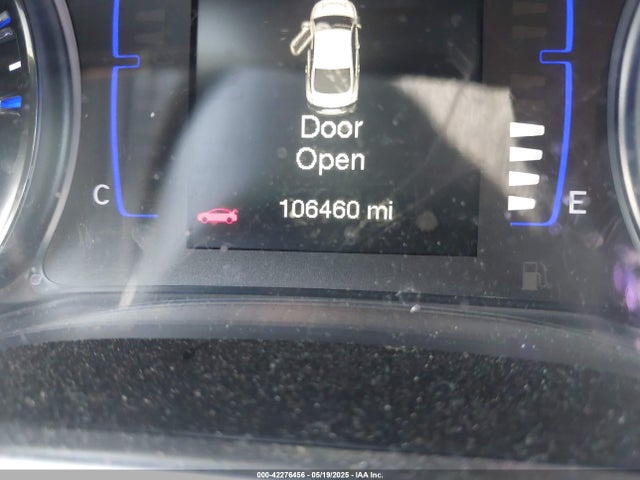 Door
Open
106460 mi
C
E
000-42276456 - 05/19/2025 - IAA Inc.